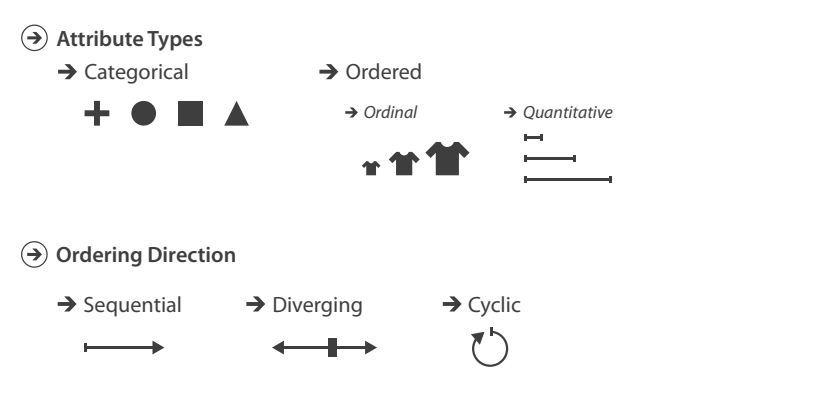 Attribute Types
Categorical
Ordered
Ordinal
Quantitative
Ordering Direction
Sequential
Diverging
Cyclic